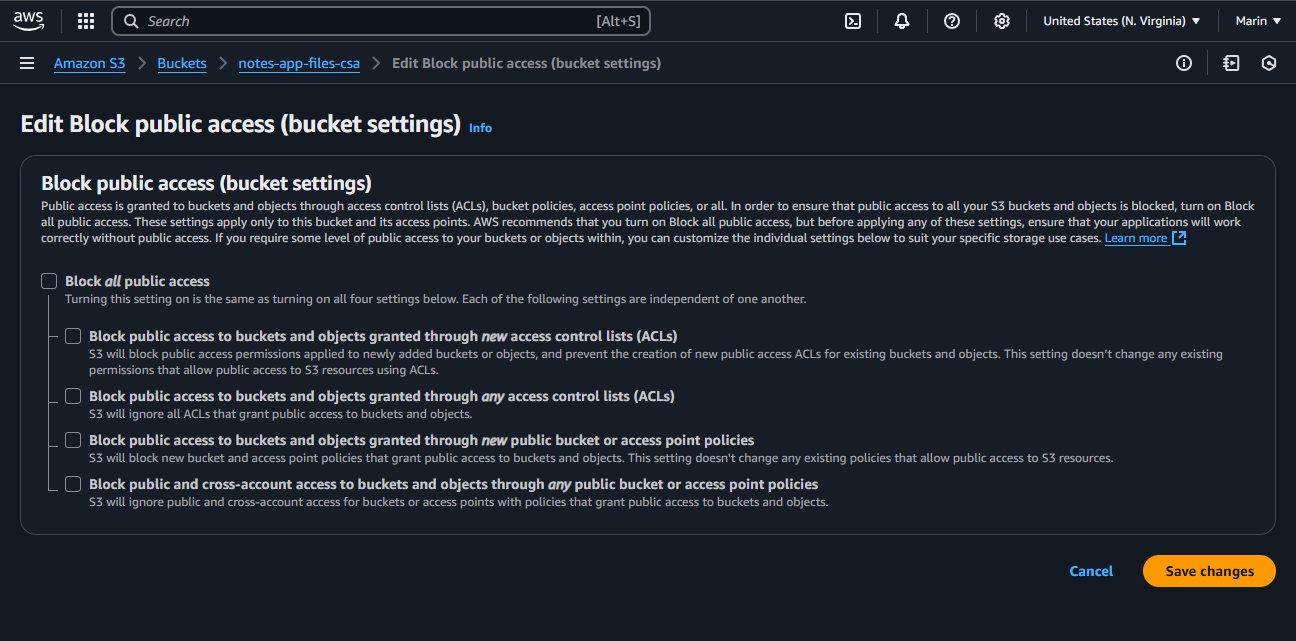 aws
Search [Alt+S]
United States (N. Virginia) ▼
Marin ▼
Amazon S3 > Buckets > notes-app-files-csa > Edit Block public access (bucket settings)
Edit Block public access (bucket settings) Info
Block public access (bucket settings)
Public access is granted to buckets and objects through access control lists (ACLs), bucket policies, access point policies, or all. In order to ensure that public access to all your S3 buckets and objects is blocked, turn on Block
all public access. These settings apply only to this bucket and its access points. AWS recommends that you turn on Block all public access, but before applying any of these settings, ensure that your applications will work
correctly without public access. If you require some level of public access to your buckets or objects within, you can customize the individual settings below to suit your specific storage use cases. Learn more
Block all public access
Turning this setting on is the same as turning on all four settings below. Each of the following settings are independent of one another.
Block public access to buckets and objects granted through new access control lists (ACLs)
S3 will block public access permissions applied to newly added buckets or objects, and prevent the creation of new public access ACLs for existing buckets and objects. This setting doesn't change any existing
permissions that allow public access to S3 resources using ACLs.
Block public access to buckets and objects granted through any access control lists (ACLs)
S3 will ignore all ACLs that grant public access to buckets and objects.
Block public access to buckets and objects granted through new public bucket or access point policies
S3 will block new bucket and access point policies that grant public access to buckets and objects. This setting doesn't change any existing policies that allow public access to S3 resources.
Block public and cross-account access to buckets and objects through any public bucket or access point policies
S3 will ignore public and cross-account access for buckets or access points with policies that grant public access to buckets and objects.
Cancel
Save changes